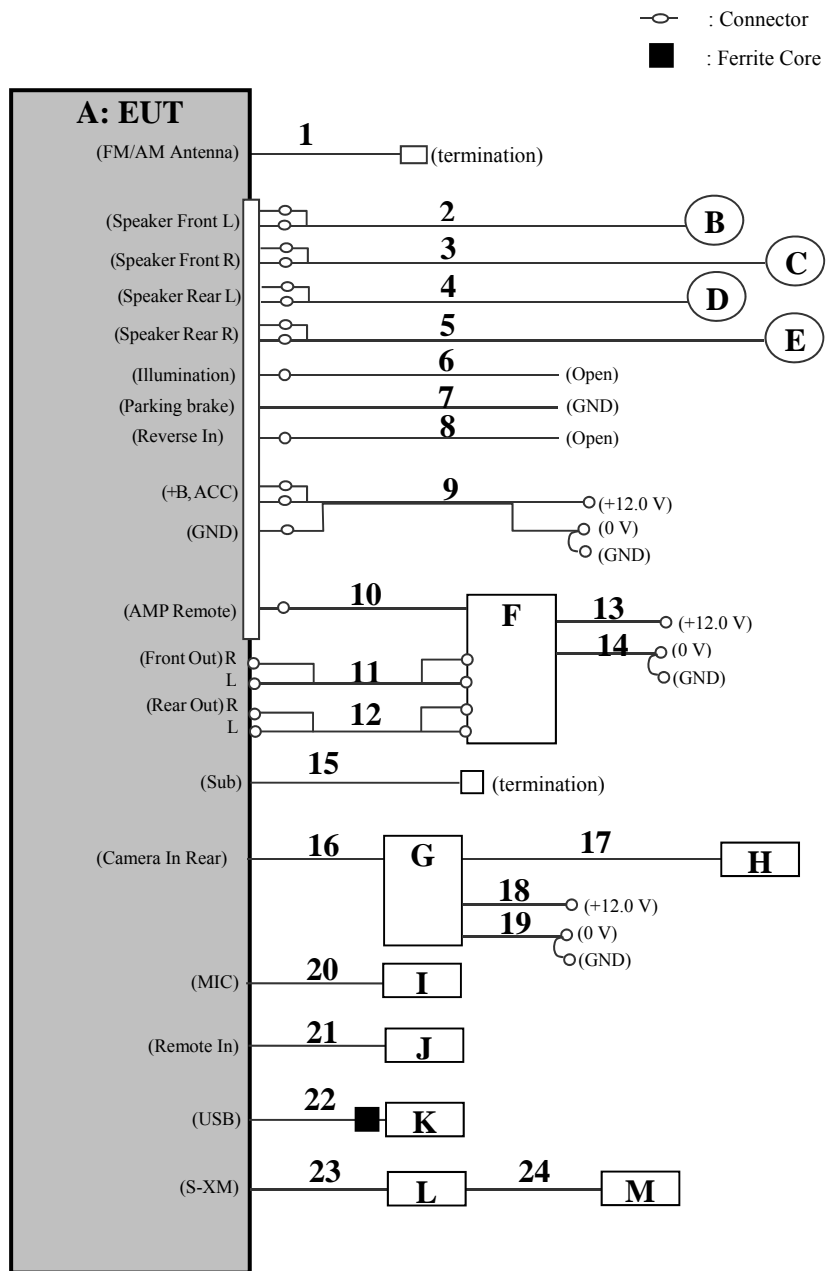 : Connector
: Ferrite Core
A: EUT
(FM/AM Antenna)
1
(termination)
(Speaker Front L)
2
B
(Speaker Front R)
3
C
(Speaker Rear L)
4
D
(Speaker Rear R)
5
E
(Illumination)
6
(Open)
(Parking brake)
7
(GND)
(Reverse In)
8
(Open)
(+B, ACC)
9
(+12.0 V)
(GND)
(0 V)
(GND)
(AMP Remote)
10
F
13
(+12.0 V)
14
(0 V)
(GND)
(Front Out) R
L
11
(Rear Out) R
L
12
(Sub)
15
(termination)
(Camera In Rear)
16
G
17
H
18
(+12.0 V)
19
(0 V)
(GND)
(MIC)
20
I
(Remote In)
21
J
(USB)
22
K
(S-XM)
23
L
24
M